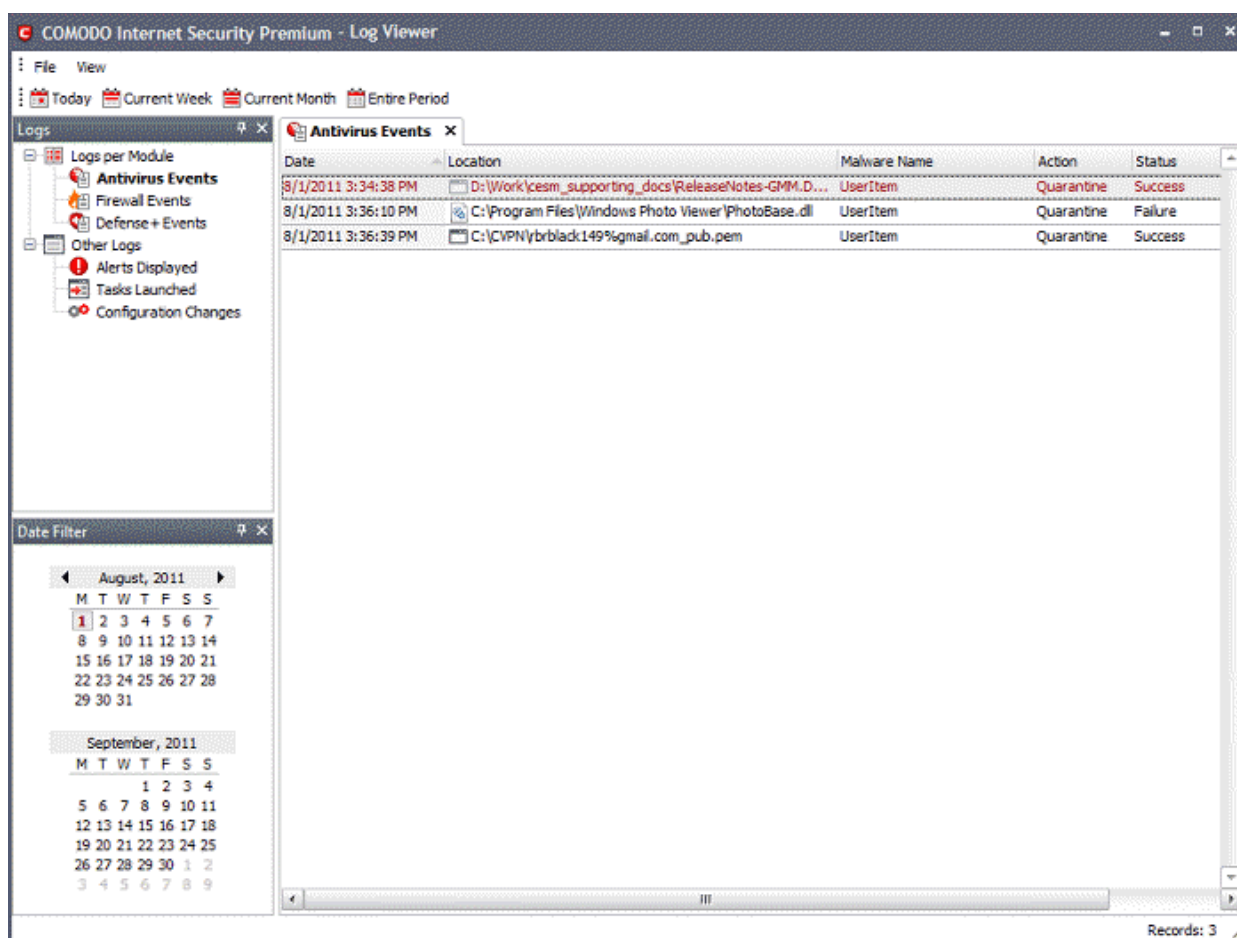 COMODO Internet Security Premium - Log Viewer
File View
Today Current Week Current Month Entire Period
Logs
Logs per Module
Antivirus Events
Firewall Events
Defense+ Events
Other Logs
Alerts Displayed
Tasks Launched
Configuration Changes
Antivirus Events
Date Location Malware Name Action Status
8/1/2011 3:34:38 PM D:\Work\cesm_supporting_docs\ReleaseNotes-GMM.D... UserItem Quarantine Success
8/1/2011 3:36:10 PM C:\Program Files\Windows Photo Viewer\PhotoBase.dll UserItem Quarantine Failure
8/1/2011 3:36:39 PM C:\CVPN\rbrblack149%gmail.com_pub.pem UserItem Quarantine Success
Date Filter
August, 2011
M T W T F S S
1 2 3 4 5 6 7
8 9 10 11 12 13 14
15 16 17 18 19 20 21
22 23 24 25 26 27 28
29 30 31
September, 2011
M T W T F S S
1 2 3 4
5 6 7 8 9 10 11
12 13 14 15 16 17 18
19 20 21 22 23 24 25
26 27 28 29 30 1 2
3 4 5 6 7 8 9
Records: 3